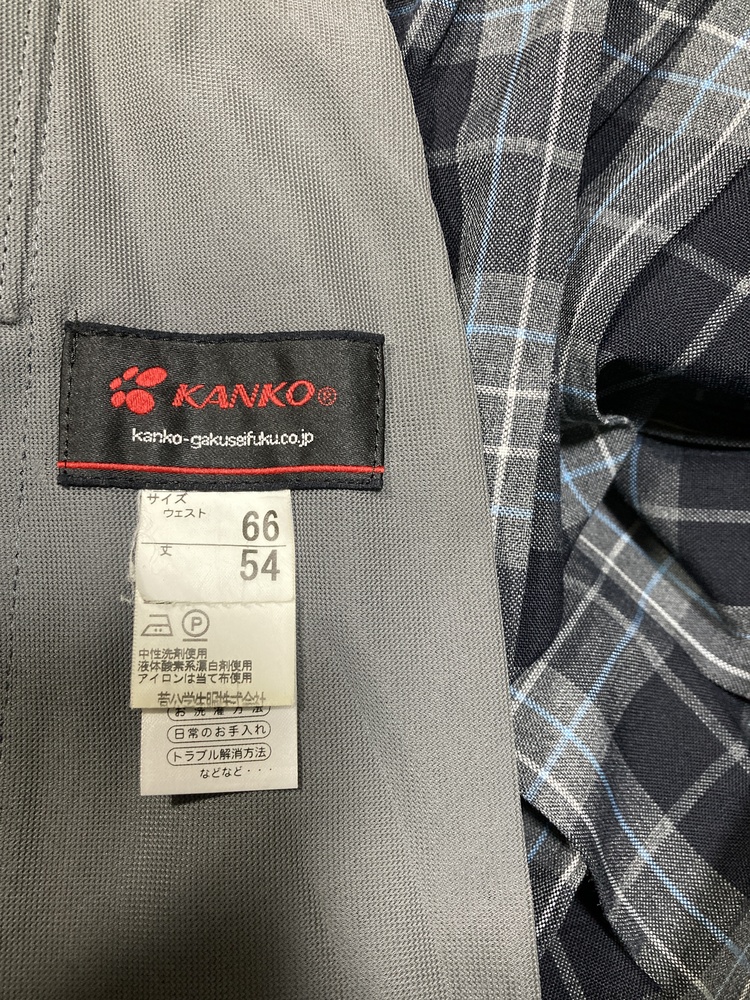 KANKO®
kanko-gakuseifuku.co.jp
サイズ
ウェスト
66
丈
54
P
中性洗剤使用
液体酸素系漂白剤使用
アイロンは当て布使用
お洗濯方法
日常のお手入れ
トラブル解消方法
などなど・・・